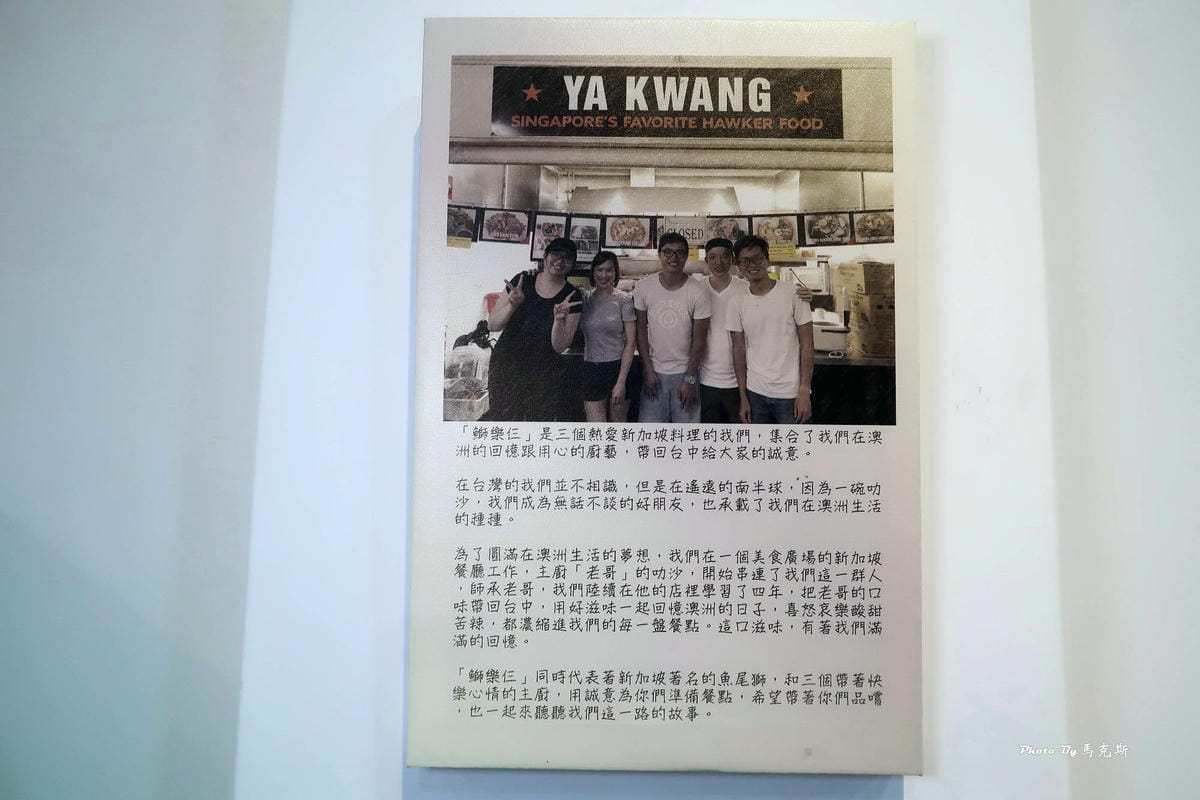 YA KWANG
SINGAPORE'S FAVORITE HAWKER FOOD
CLOSED
「鰤樂仨」是三個熱愛新加坡料理的我們，集合了我們在澳
洲的回憶跟用心的廚藝，帶回台中給大家的誠意。
在台灣的我們並不相識，但是在遙遠的南半球，因為一碗叻
沙，我們成為無話不談的好朋友，也承載了我們在澳洲生活
的種種。
為了圓滿在澳洲生活的夢想，我們在一個美食廣場的新加坡
餐廳工作，主廚「老哥」的叻沙，開始串連了我們這一群人
，師承老哥，我們陸續在他的店裡學習了四年，把老哥的口
味帶回台中，用好滋味一起回憶澳洲的日子，喜怒哀樂酸甜
苦辣，都濃縮進我們的每一盤餐點。這口滋味，有著我們滿
滿的回憶。
「鰤樂仨」同時代表著新加坡著名的魚尾獅，和三個帶著快
樂心情的主廚，用誠意為你們準備餐點，希望帶著你們品嚐
，也一起來聽聽我們這一路的故事。
Photo By 馬克斯